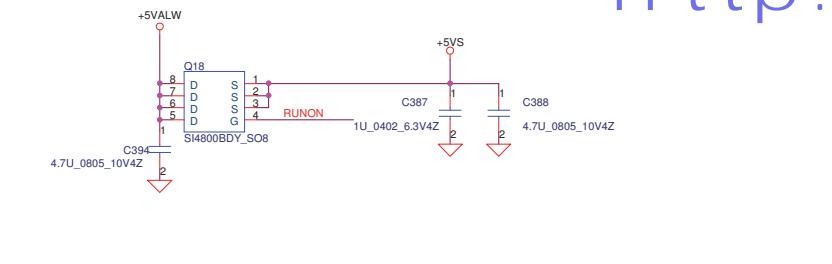 http:
+5VALW
+5VS
Q18
8 D S 1
7 D S 2
6 D S 3
5 D G 4
RUNON
SI4800BDY_SO8
1
C394
4.7U_0805_10V4Z
2
1
C387
1U_0402_6.3V4Z
2
1
C388
4.7U_0805_10V4Z
2